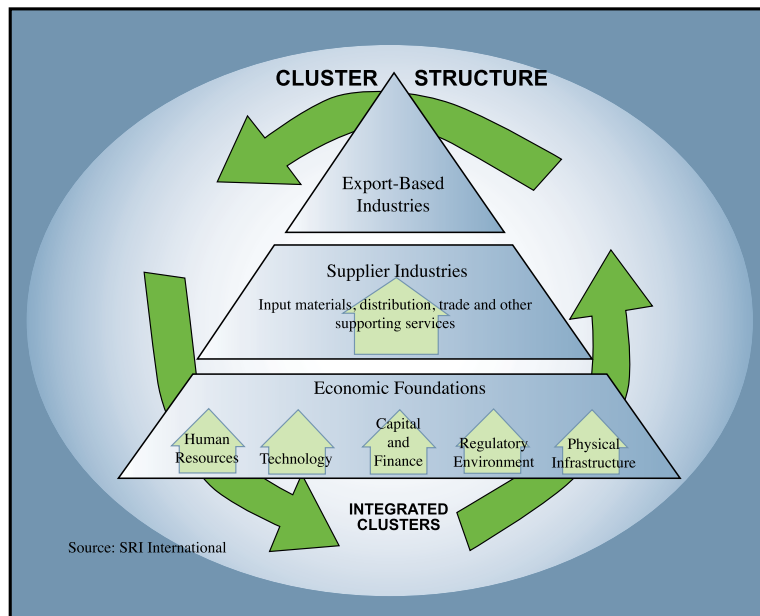 CLUSTER STRUCTURE
Export-Based
Industries
Supplier Industries
Input materials, distribution, trade and other
supporting services
Economic Foundations
Human
Resources
Technology
Capital
and
Finance
Regulatory
Environment
Physical
Infrastructure
INTEGRATED
CLUSTERS
Source: SRI International